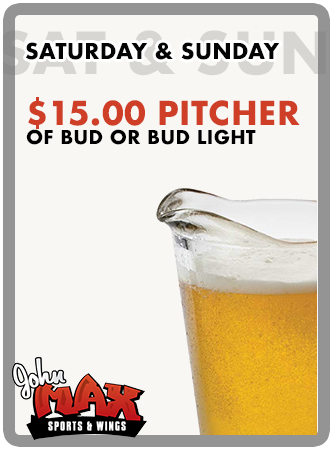 SAT & SUN
SATURDAY & SUNDAY
$15.00 PITCHER
OF BUD OR BUD LIGHT
John
MAX
SPORTS & WINGS